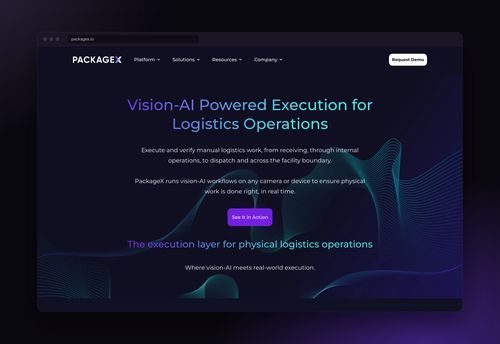 packagex.io
PACKAGEX
Platform
Solutions
Resources
Company
Request Demo
Vision-AI Powered Execution for
Logistics Operations
Execute and verify manual logistics work, from receiving, through internal
operations, to dispatch and across the facility boundary.
PackageX runs vision-AI workflows on any camera or device to ensure physical
work is done right, in real time.
See It in Action
The execution layer for physical logistics operations
Where vision-AI meets real-world execution.